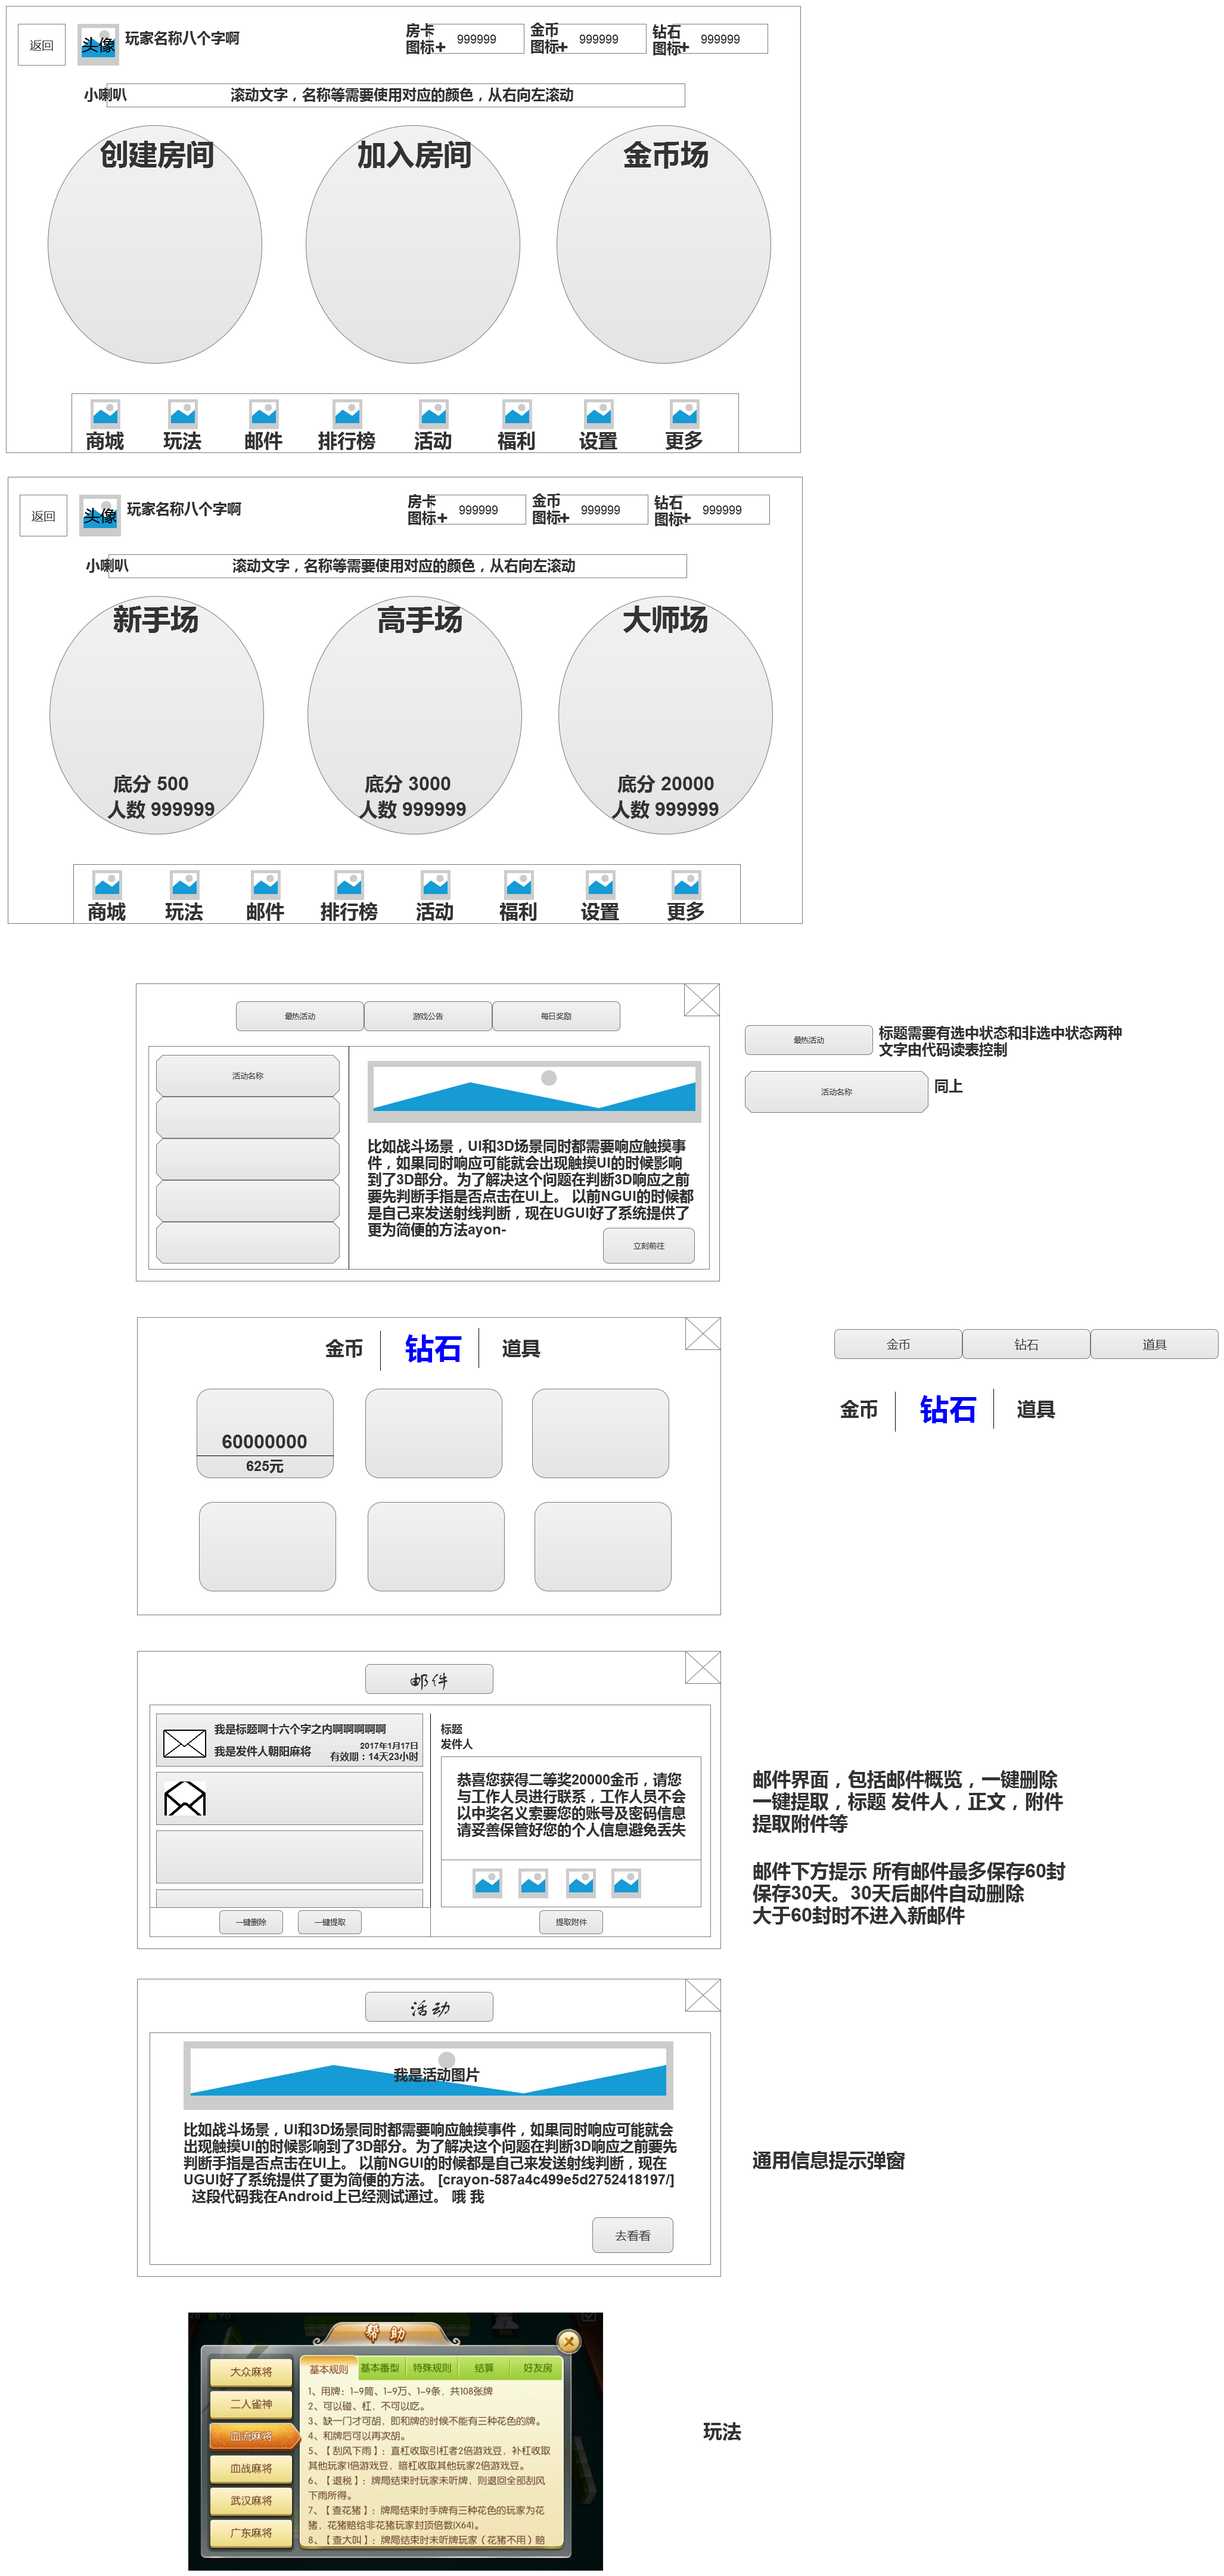 返回
头像
玩家名称八个字啊
房卡
图标+
999999
金币
图标+
999999
钻石
图标+
999999
小喇叭
滚动文字，名称等需要使用对应的颜色，从右向左滚动
创建房间
加入房间
金币场
商城
玩法
邮件
排行榜
活动
福利
设置
更多
返回
头像
玩家名称八个字啊
房卡
图标+
999999
金币
图标+
999999
钻石
图标+
999999
小喇叭
滚动文字，名称等需要使用对应的颜色，从右向左滚动
新手场
高手场
大师场
底分 500
人数 999999
底分 3000
人数 999999
底分 20000
人数 999999
商城
玩法
邮件
排行榜
活动
福利
设置
更多
最热活动
游戏公告
每日奖励
活动名称
比如战斗场景，UI和3D场景同时都需要响应触摸事
件，如果同时响应可能就会出现触摸UI的时候影响
到了3D部分。为了解决这个问题在判断3D响应之前
要先判断手指是否点击在UI上。 以前NGUI的时候都
是自己来发送射线判断，现在UGUI好了系统提供了
更为简便的方法ayon-
立刻前往
最热活动
标题需要有选中状态和非选中状态两种
文字由代码读表控制
活动名称
同上
金币
钻石
道具
60000000
625元
金币
钻石
道具
金币
钻石
道具
邮件
我是标题啊十六个字之内啊啊啊啊啊
我是发件人朝阳麻将
2017年1月17日
有效期：14天23小时
标题
发件人
恭喜您获得二等奖20000金币，请您
与工作人员进行联系，工作人员不会
以中奖名义索要您的账号及密码信息
请妥善保管好您的个人信息避免丢失
一键删除
一键提取
提取附件
邮件界面，包括邮件概览，一键删除
一键提取，标题 发件人，正文，附件
提取附件等
邮件下方提示 所有邮件最多保存60封
保存30天。30天后邮件自动删除
大于60封时不进入新邮件
活动
我是活动图片
比如战斗场景，UI和3D场景同时都需要响应触摸事件，如果同时响应可能就会
出现触摸UI的时候影响到了3D部分。为了解决这个问题在判断3D响应之前要先
判断手指是否点击在UI上。 以前NGUI的时候都是自己来发送射线判断，现在
UGUI好了系统提供了更为简便的方法。 [crayon-587a4c499e5d2752418197/]
这段代码我在Android上已经测试通过。 哦 我
去看看
通用信息提示弹窗
帮助
大众麻将
二人雀神
血流麻将
血战麻将
武汉麻将
广东麻将
基本规则
基本番型
特殊规则
结算
好友房
1、用牌：1-9筒、1-9万、1-9条，共108张牌
2、可以碰、杠，不可以吃。
3、缺一门才可胡，即和牌的时候不能有三种花色的牌。
4、和牌后可以再次胡。
5、【刮风下雨】：直杠收取引杠者2倍游戏豆，补杠收取
其他玩家1倍游戏豆，暗杠收取其他玩家2倍游戏豆。
6、【退税】：牌局结束时玩家未听牌，则退回全部刮风
下雨所得。
7、【查花猪】：牌局结束时手牌有三种花色的玩家为花
猪，花猪赔给非花猪玩家封顶倍数(X64)。
8、【查大叫】：牌局结束时未听牌玩家（花猪不用）赔
玩法